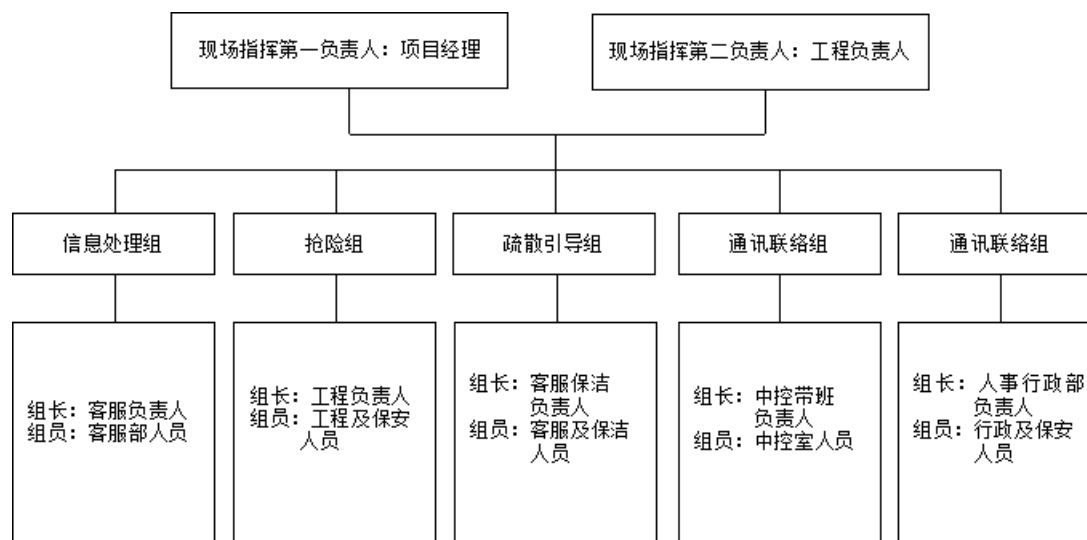 现场指挥第一负责人：项目经理
现场指挥第二负责人：工程负责人
信息处理组
抢险组
疏散引导组
通讯联络组
通讯联络组
组长：客服负责人
组员：客服部人员
组长：工程负责人
组员：工程及保安
人员
组长：客服保洁
负责人
组员：客服及保洁
人员
组长：中控带班
负责人
组员：中控室人员
组长：人事行政部
负责人
组员：行政及保安
人员